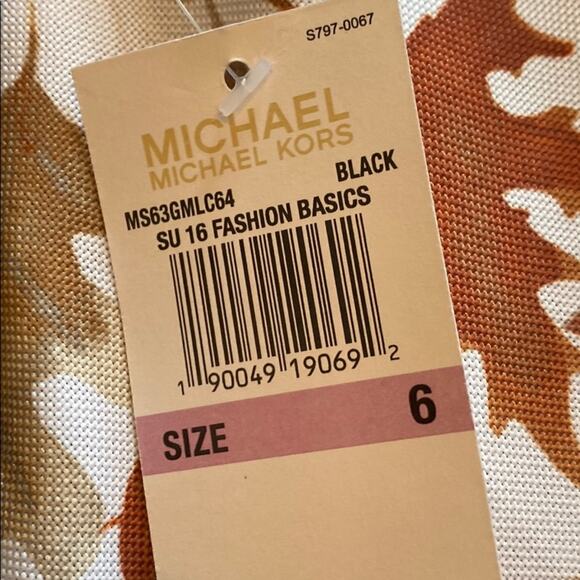 S797-0067
MICHAEL
MICHAEL KORS
MS63GMLC64 BLACK
SU 16 FASHION BASICS
1 90049 19069 2
SIZE 6